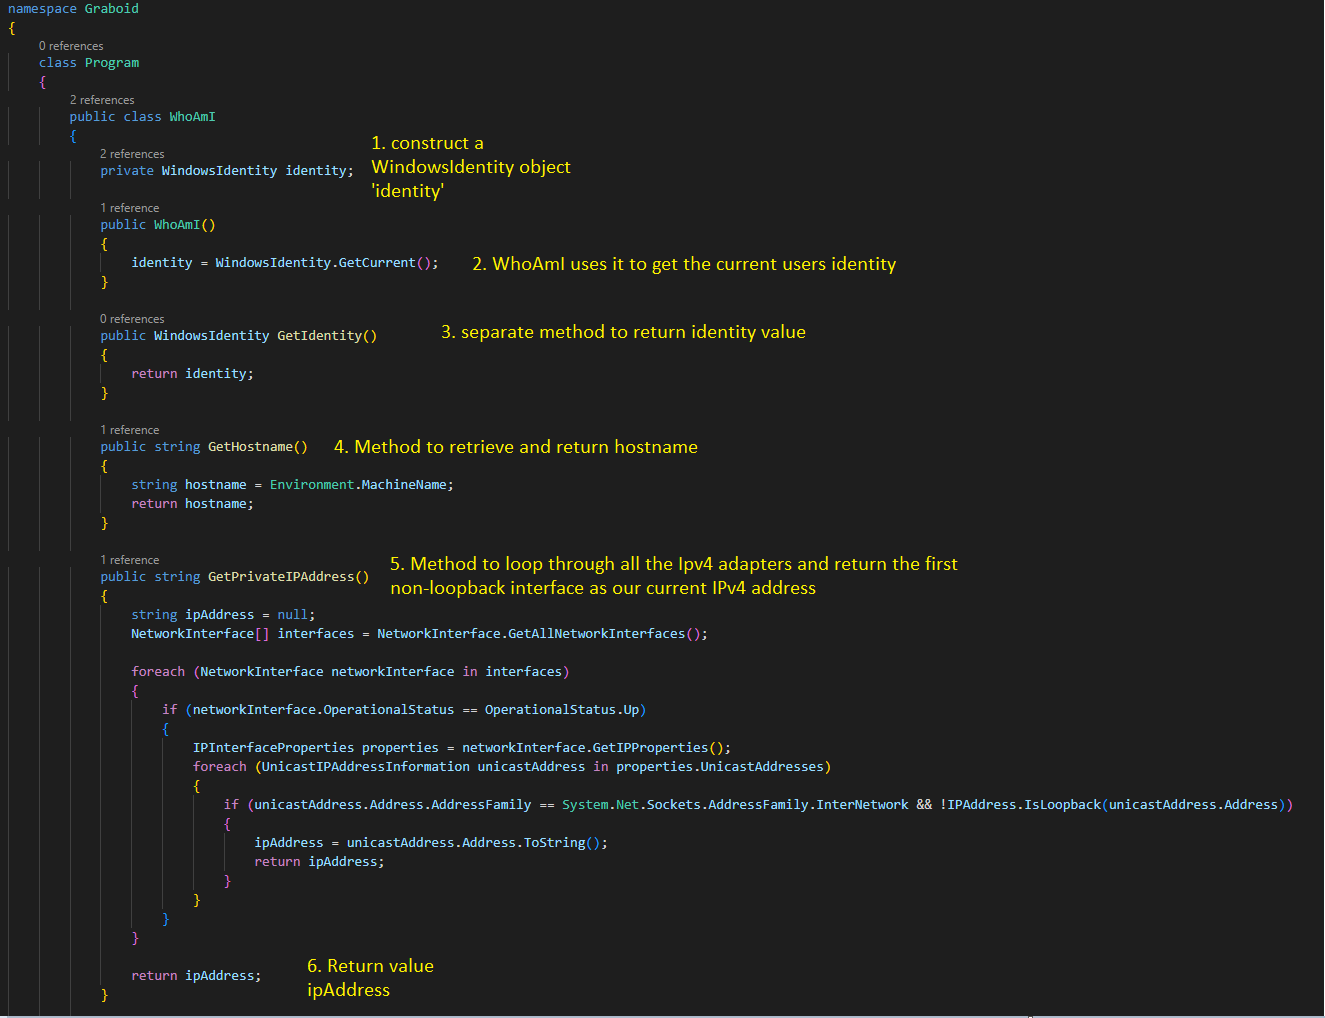 namespace Graboid
{
0 references
class Program
{
2 references
public class WhoAmI
{
1. construct a
WindowsIdentity object
'identity'
2 references
private WindowsIdentity identity;
1 reference
public WhoAmI()
{
identity = WindowsIdentity.GetCurrent();
2. WhoAmI uses it to get the current users identity
}
0 references
public WindowsIdentity GetIdentity()
3. separate method to return identity value
{
return identity;
}
1 reference
public string GetHostname()
4. Method to retrieve and return hostname
{
string hostname = Environment.MachineName;
return hostname;
}
1 reference
public string GetPrivateIPAddress()
5. Method to loop through all the Ipv4 adapters and return the first
non-loopback interface as our current IPv4 address
{
string ipAddress = null;
NetworkInterface[] interfaces = NetworkInterface.GetAllNetworkInterfaces();
foreach (NetworkInterface networkInterface in interfaces)
{
if (networkInterface.OperationalStatus == OperationalStatus.Up)
{
IPInterfaceProperties properties = networkInterface.GetIPProperties();
foreach (UnicastIPAddressInformation unicastAddress in properties.UnicastAddresses)
{
if (unicastAddress.Address.AddressFamily == System.Net.Sockets.AddressFamily.InterNetwork && !IPAddress.IsLoopback(unicastAddress.Address))
{
ipAddress = unicastAddress.Address.ToString();
return ipAddress;
}
}
}
}
return ipAddress;
6. Return value
ipAddress
}